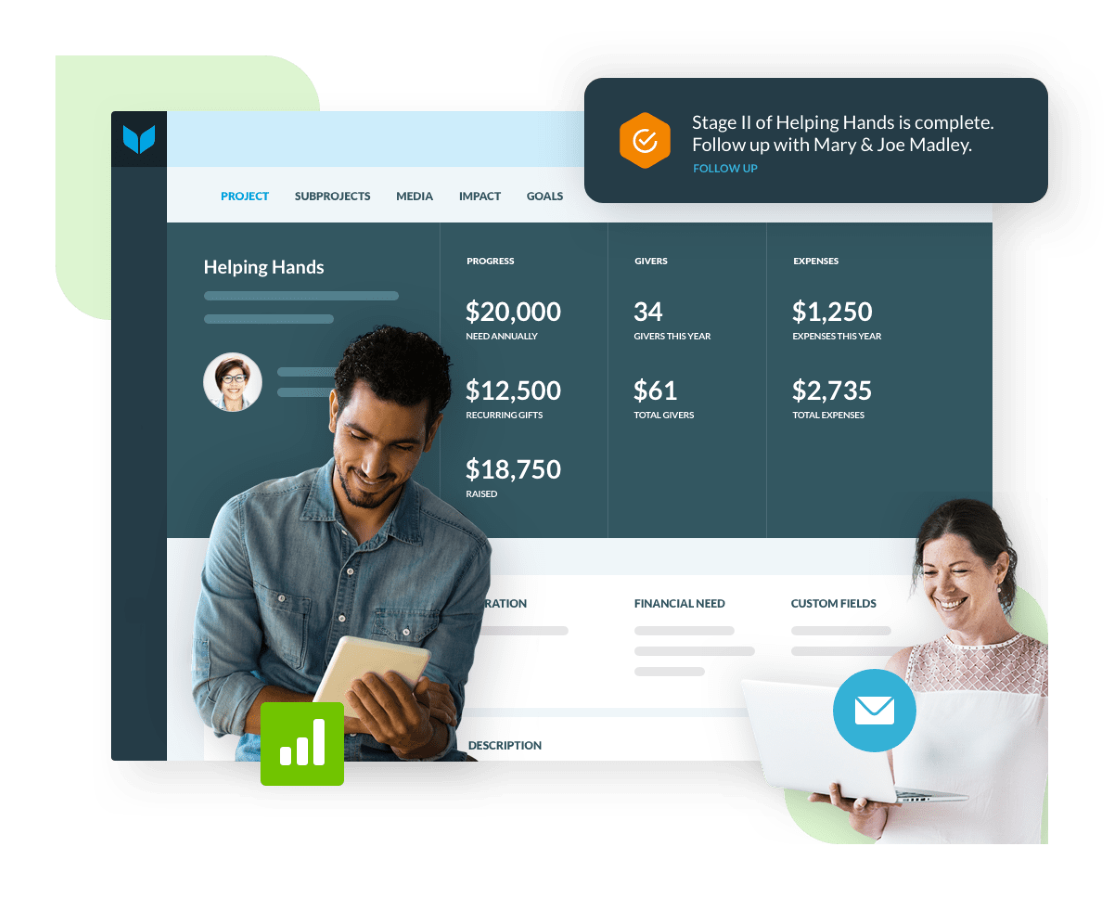 Stage II of Helping Hands is complete.
Follow up with Mary & Joe Madley.
FOLLOW UP
PROJECT SUBPROJECTS MEDIA IMPACT GOALS
Helping Hands
PROGRESS
$20,000
NEED ANNUALLY
$12,500
RECURRING GIFTS
$18,750
RAISED
GIVERS
34
GIVERS THIS YEAR
$61
TOTAL GIVERS
EXPENSES
$1,250
EXPENSES THIS YEAR
$2,735
TOTAL EXPENSES
FINANCIAL NEED
CUSTOM FIELDS
DESCRIPTION